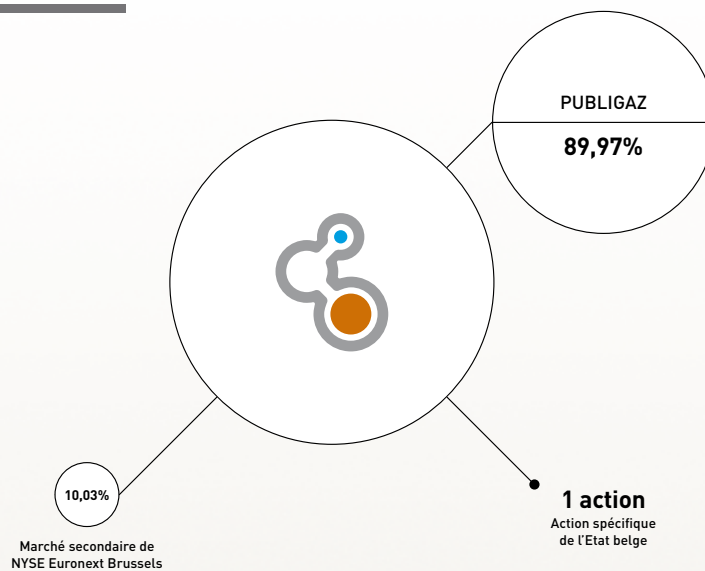 PUBLIGAZ
89,97%
10,03%
Marché secondaire de
NYSE Euronext Brussels
1 action
Action spécifique
de l'Etat belge